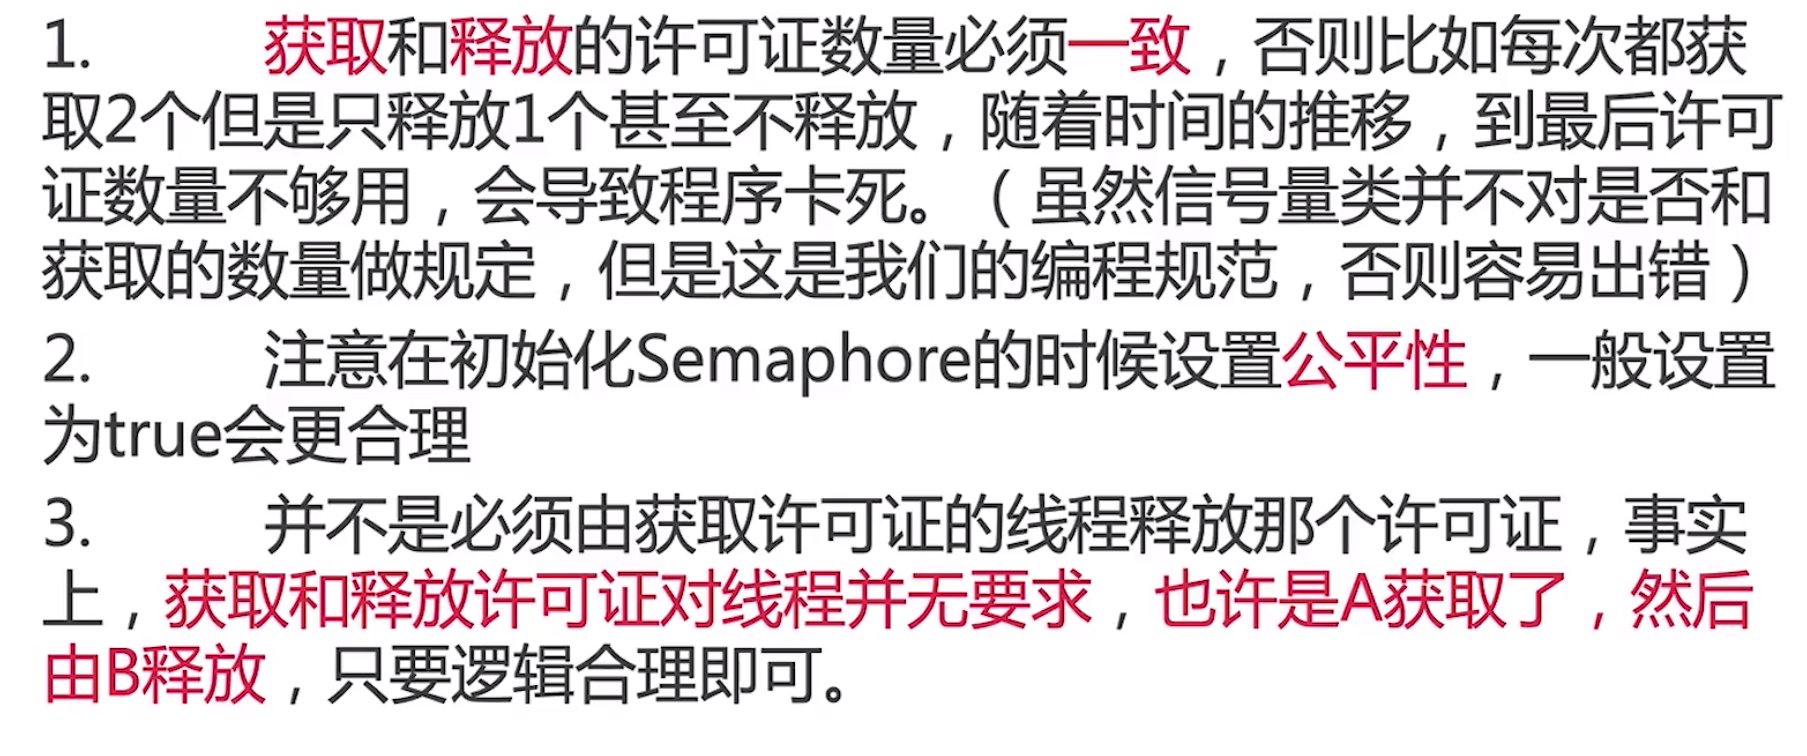 1. 获取和释放的许可证数量必须一致，否则比如每次都获
取2个但是只释放1个甚至不释放，随着时间的推移，到最后许可
证数量不够用，会导致程序卡死。（虽然信号量类并不对是否和
获取的数量做规定，但是这是我们的编程规范，否则容易出错）
2. 注意在初始化Semaphore的时候设置公平性，一般设置
为true会更合理
3. 并不是必须由获取许可证的线程释放那个许可证，事实
上，获取和释放许可证对线程并无要求，也许是A获取了，然后
由B释放，只要逻辑合理即可。